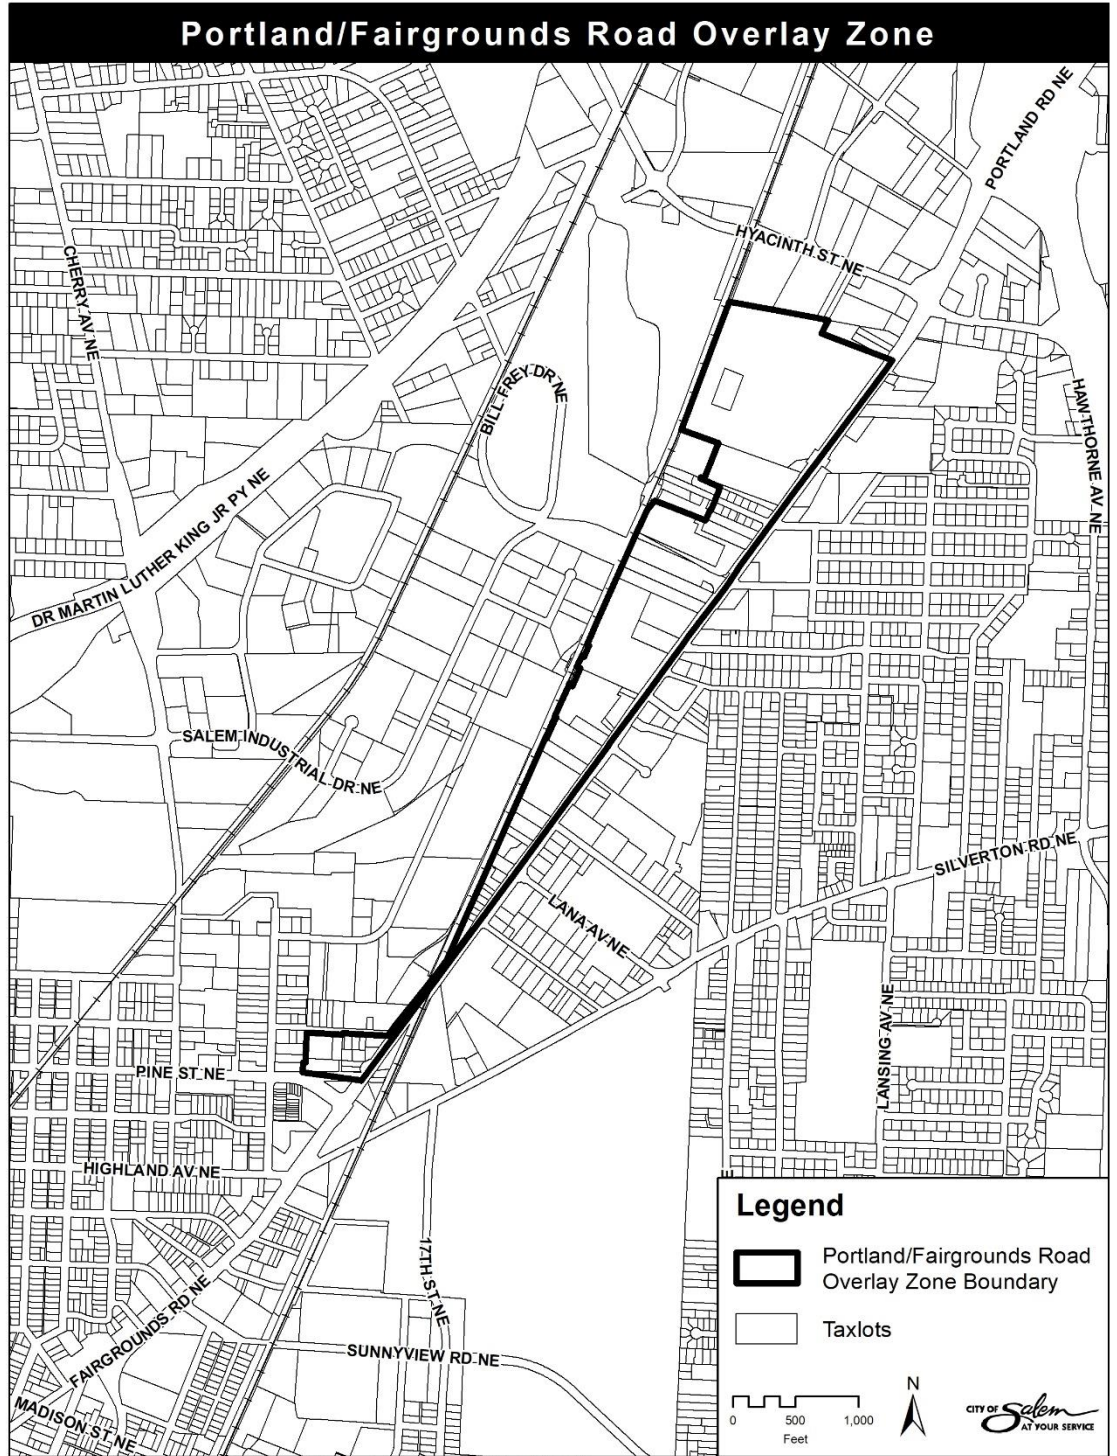 Portland/Fairgrounds Road Overlay Zone
PORTLAND RD NE
HYACINTH ST NE
CHERRY AV NE
BILL FREY DR NE
HAWTHORNE AV NE
DR MARTIN LUTHER KING JR PY NE
SALEM INDUSTRIAL DR NE
SILVERTON RD NE
LANA AV NE
LANSING AV NE
PINE ST NE
HIGHLAND AV NE
E
17TH ST NE
FAIRGROUNDS RD NE
SUNNYVIEW RD NE
MADISON ST NE
Legend
Portland/Fairgrounds Road
Overlay Zone Boundary
Taxlots
N
0 500 1,000
Feet
CITY OF Salem
AT YOUR SERVICE